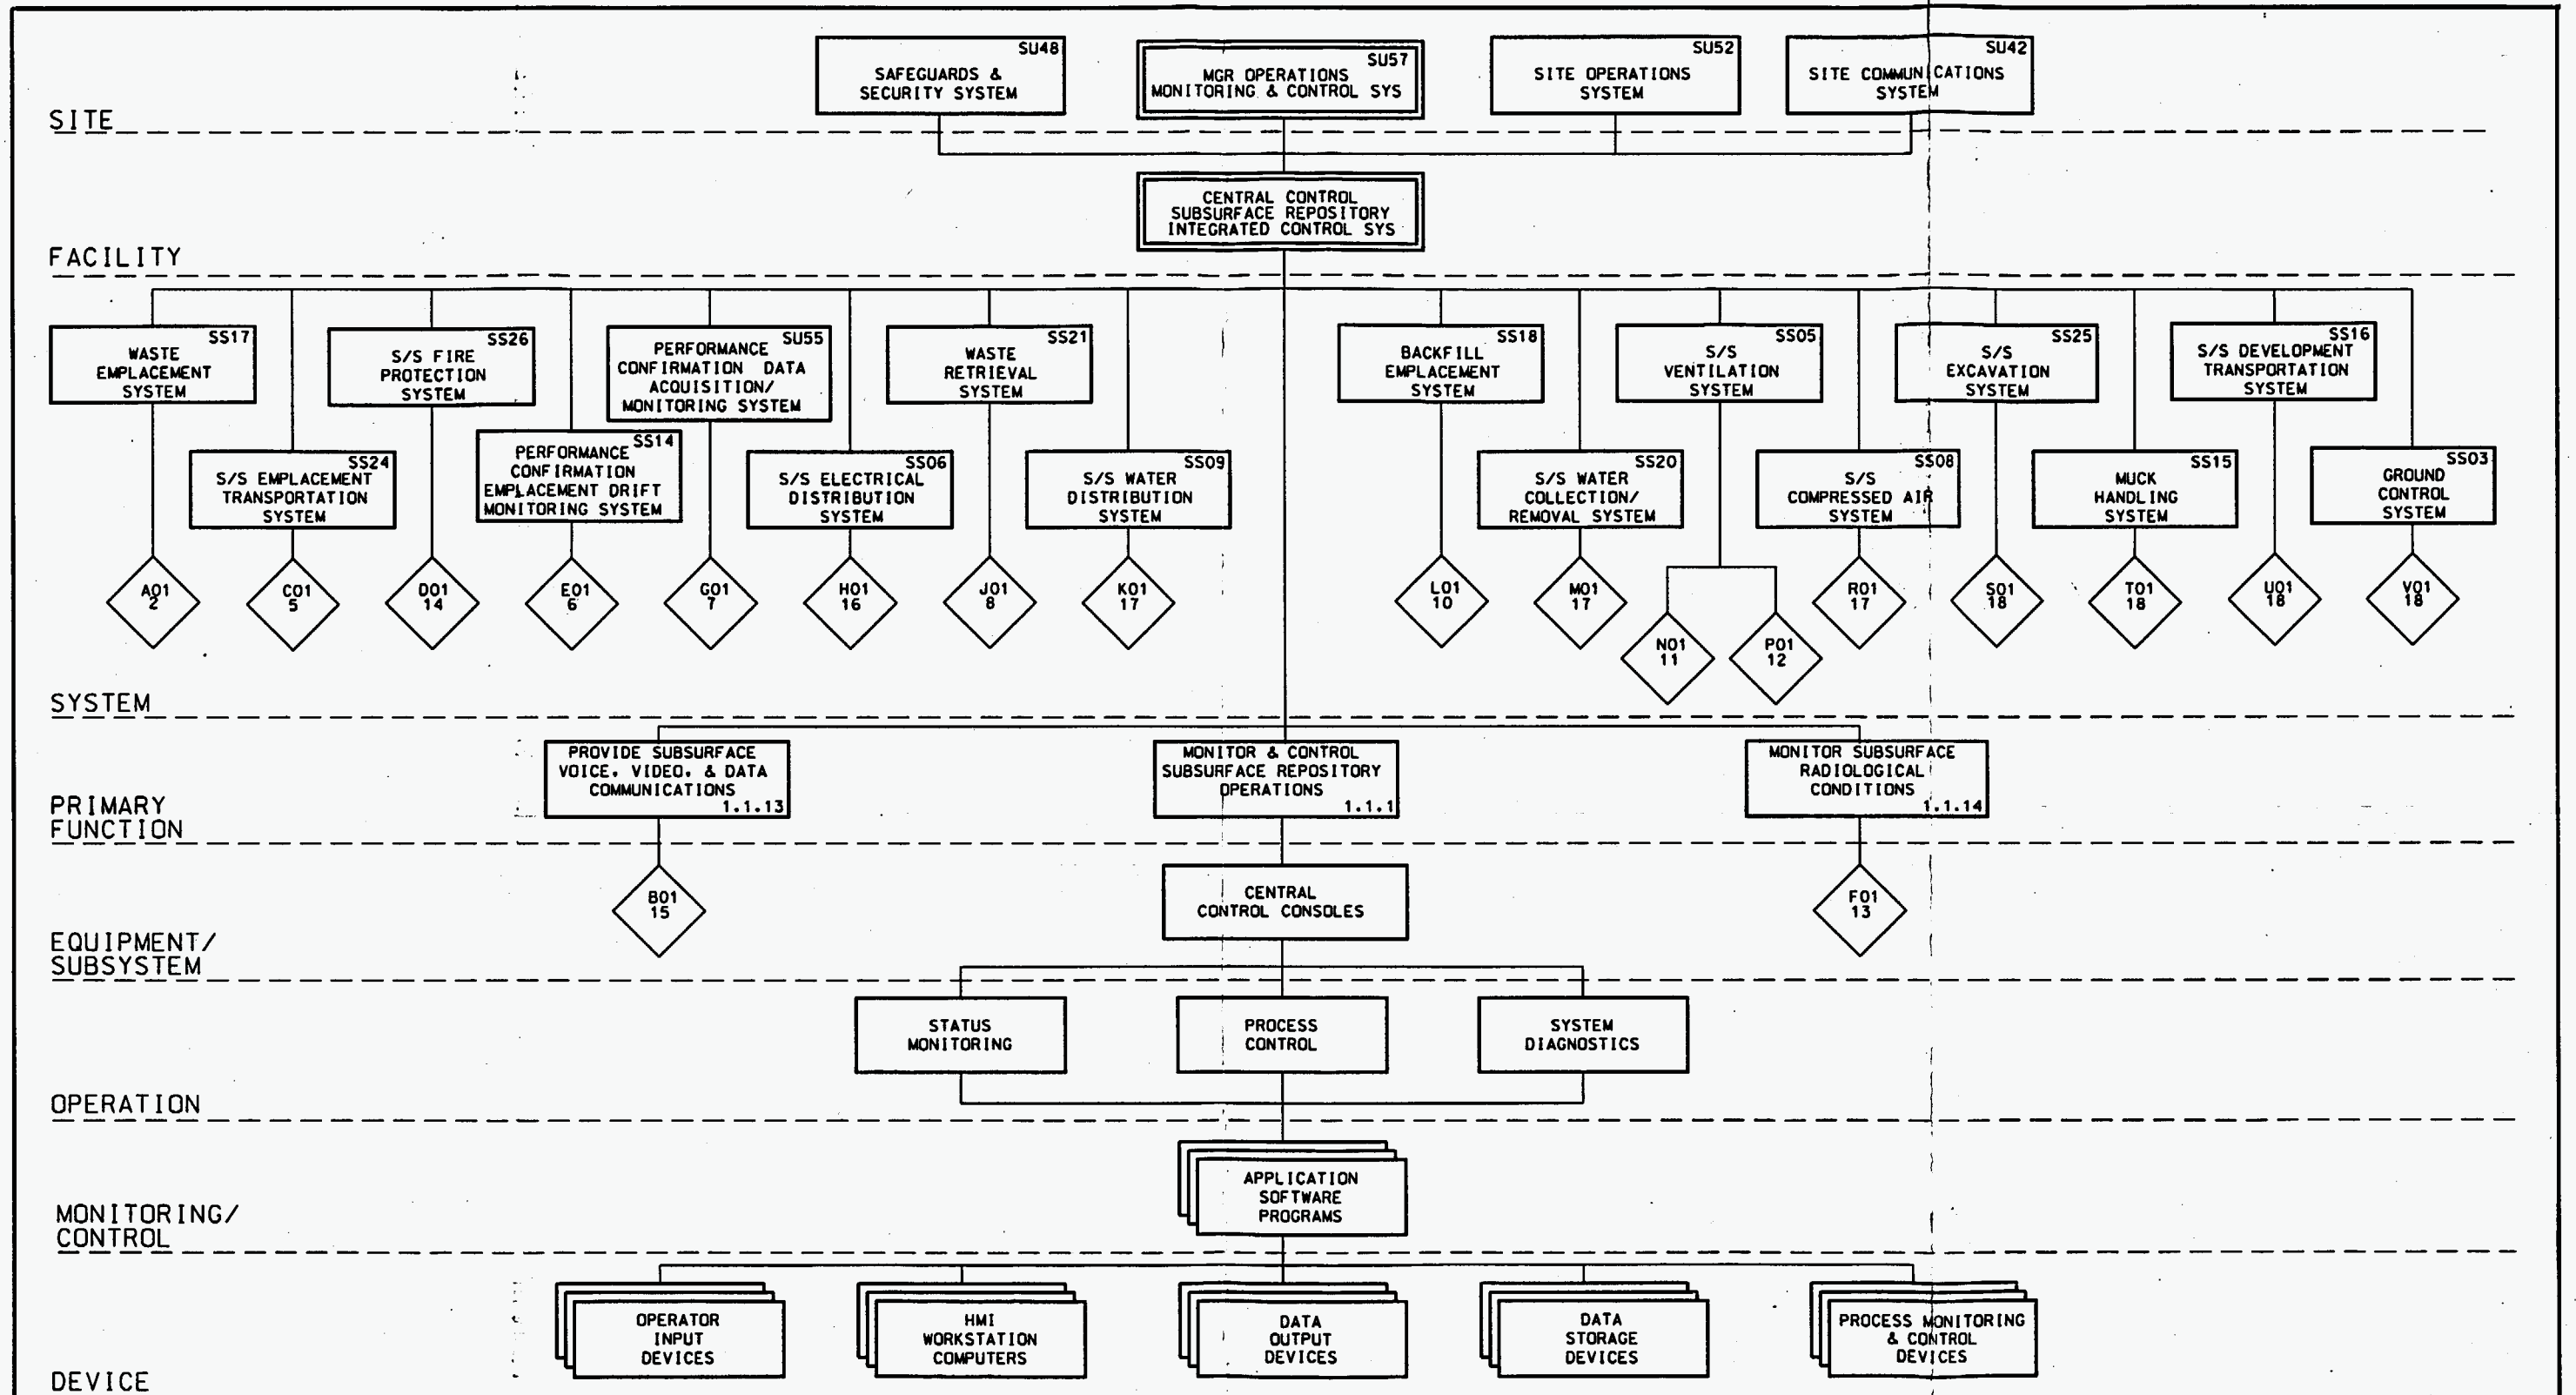 SU48
SAFEGUARDS &
SECURITY SYSTEM
SU57
MGR OPERATIONS
MONITORING & CONTROL SYS
SU52
SITE OPERATIONS
SYSTEM
SU42
SITE COMMUNICATIONS
SYSTEM
SITE
CENTRAL CONTROL
SUBSURFACE REPOSITORY
INTEGRATED CONTROL SYS
FACILITY
SS17
WASTE
EMPLACEMENT
SYSTEM
SS26
S/S FIRE
PROTECTION
SYSTEM
SU55
PERFORMANCE
CONFIRMATION DATA
ACQUISITION/
MONITORING SYSTEM
SS21
WASTE
RETRIEVAL
SYSTEM
SS18
BACKFILL
EMPLACEMENT
SYSTEM
SS05
S/S
VENTILATION
SYSTEM
SS25
S/S
EXCAVATION
SYSTEM
SS16
S/S DEVELOPMENT
TRANSPORTATION
SYSTEM
SS24
S/S EMPLACEMENT
TRANSPORTATION
SYSTEM
SS14
PERFORMANCE
CONFIRMATION
EMPLACEMENT DRIFT
MONITORING SYSTEM
SS06
S/S ELECTRICAL
DISTRIBUTION
SYSTEM
SS09
S/S WATER
DISTRIBUTION
SYSTEM
SS20
S/S WATER
COLLECTION/
REMOVAL SYSTEM
SS08
S/S
COMPRESSED AIR
SYSTEM
SS15
MUCK
HANDLING
SYSTEM
SS03
GROUND
CONTROL
SYSTEM
A01
2
C01
5
D01
14
E01
6
G01
7
H01
16
J01
8
K01
17
L01
10
M01
17
N01
11
P01
12
R01
17
S01
18
T01
18
U01
18
V01
18
SYSTEM
PROVIDE SUBSURFACE
VOICE, VIDEO, & DATA
COMMUNICATIONS
1.1.13
MONITOR & CONTROL
SUBSURFACE REPOSITORY
OPERATIONS
1.1.1
MONITOR SUBSURFACE
RADIOLOGICAL
CONDITIONS
1.1.14
PRIMARY
FUNCTION
B01
15
CENTRAL
CONTROL CONSOLES
F01
13
EQUIPMENT/
SUBSYSTEM
STATUS
MONITORING
PROCESS
CONTROL
SYSTEM
DIAGNOSTICS
OPERATION
APPLICATION
SOFTWARE
PROGRAMS
MONITORING/
CONTROL
OPERATOR
INPUT
DEVICES
HMI
WORKSTATION
COMPUTERS
DATA
OUTPUT
DEVICES
DATA
STORAGE
DEVICES
PROCESS MONITORING
& CONTROL
DEVICES
DEVICE